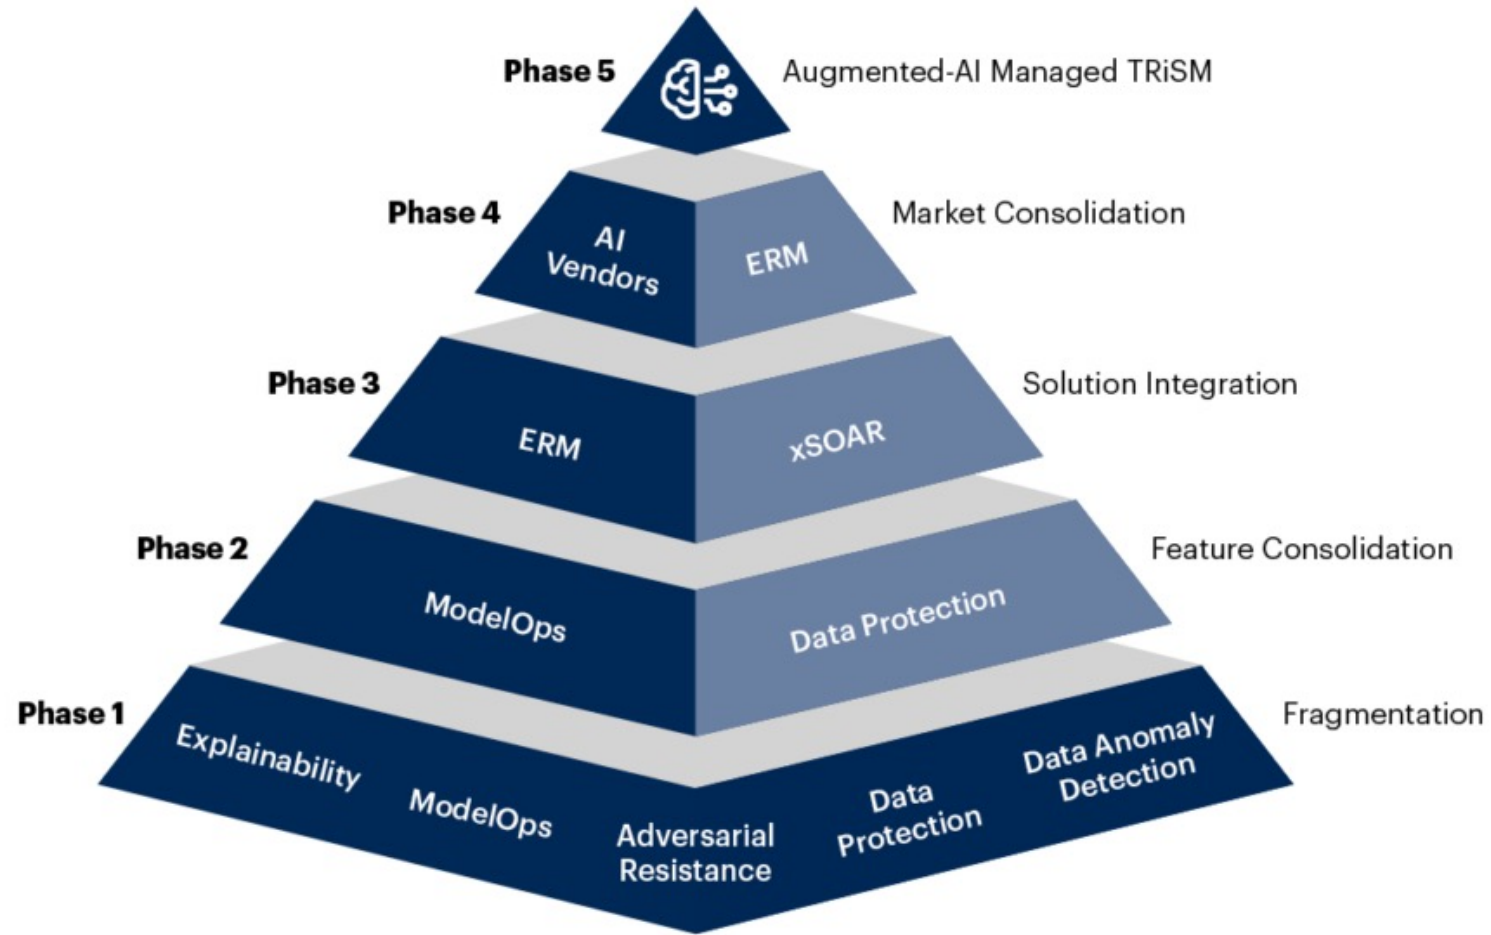 Phase 5
Augmented-AI Managed TRiSM
Phase 4
AI
Vendors
ERM
Market Consolidation
Phase 3
ERM
xSOAR
Solution Integration
Phase 2
ModelOps
Data Protection
Feature Consolidation
Phase 1
Explainability
ModelOps
Adversarial
Resistance
Data
Protection
Data Anomaly
Detection
Fragmentation